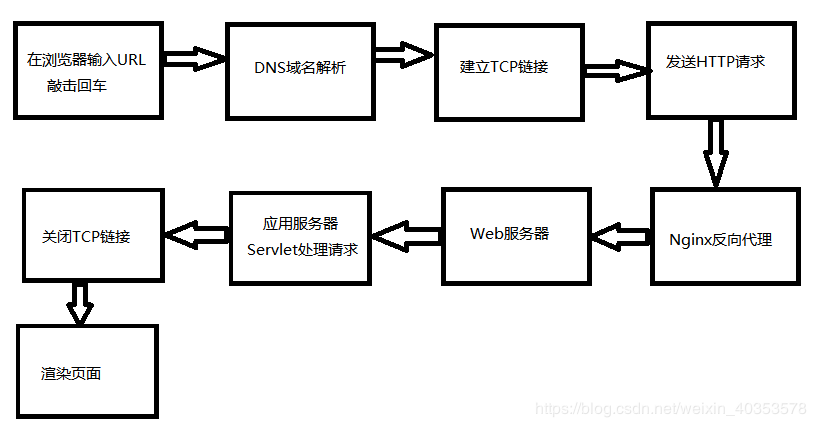 在浏览器输入URL
敲击回车
DNS域名解析
建立TCP链接
发送HTTP请求
Nginx反向代理
Web服务器
应用服务器
Servlet处理请求
关闭TCP链接
渲染页面
https://blog.csdn.net/weixin_40353578